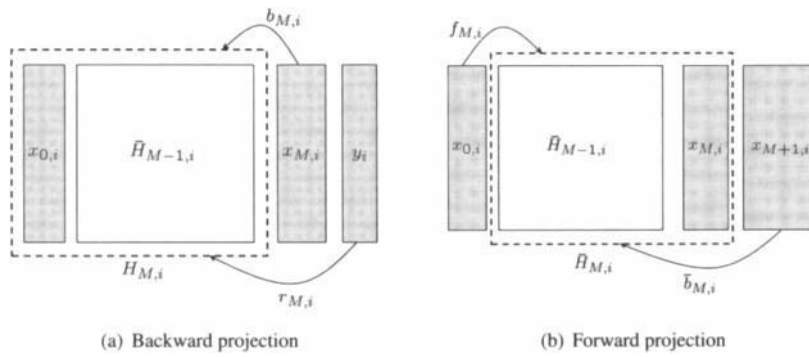 b_{M,i}
x_{0,i} H̄_{M−1,i} x_{M,i} y_i
H_{M,i}
r_{M,i}
(a) Backward projection
f_{M,i}
x_{0,i} H̄_{M−1,i} x_{M,i} x_{M+1,i}
H̄_{M,i}
b̄_{M,i}
(b) Forward projection